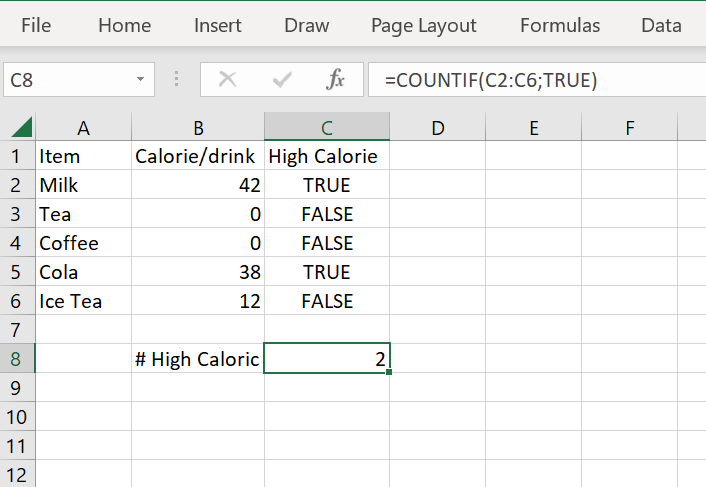 File Home Insert Draw Page Layout Formulas Data
C8 fx =COUNTIF(C2:C6;TRUE)
A B C D E F
1 Item Calorie/drink High Calorie
2 Milk 42 TRUE
3 Tea 0 FALSE
4 Coffee 0 FALSE
5 Cola 38 TRUE
6 Ice Tea 12 FALSE
7
8 # High Caloric 2
9
10
11
12